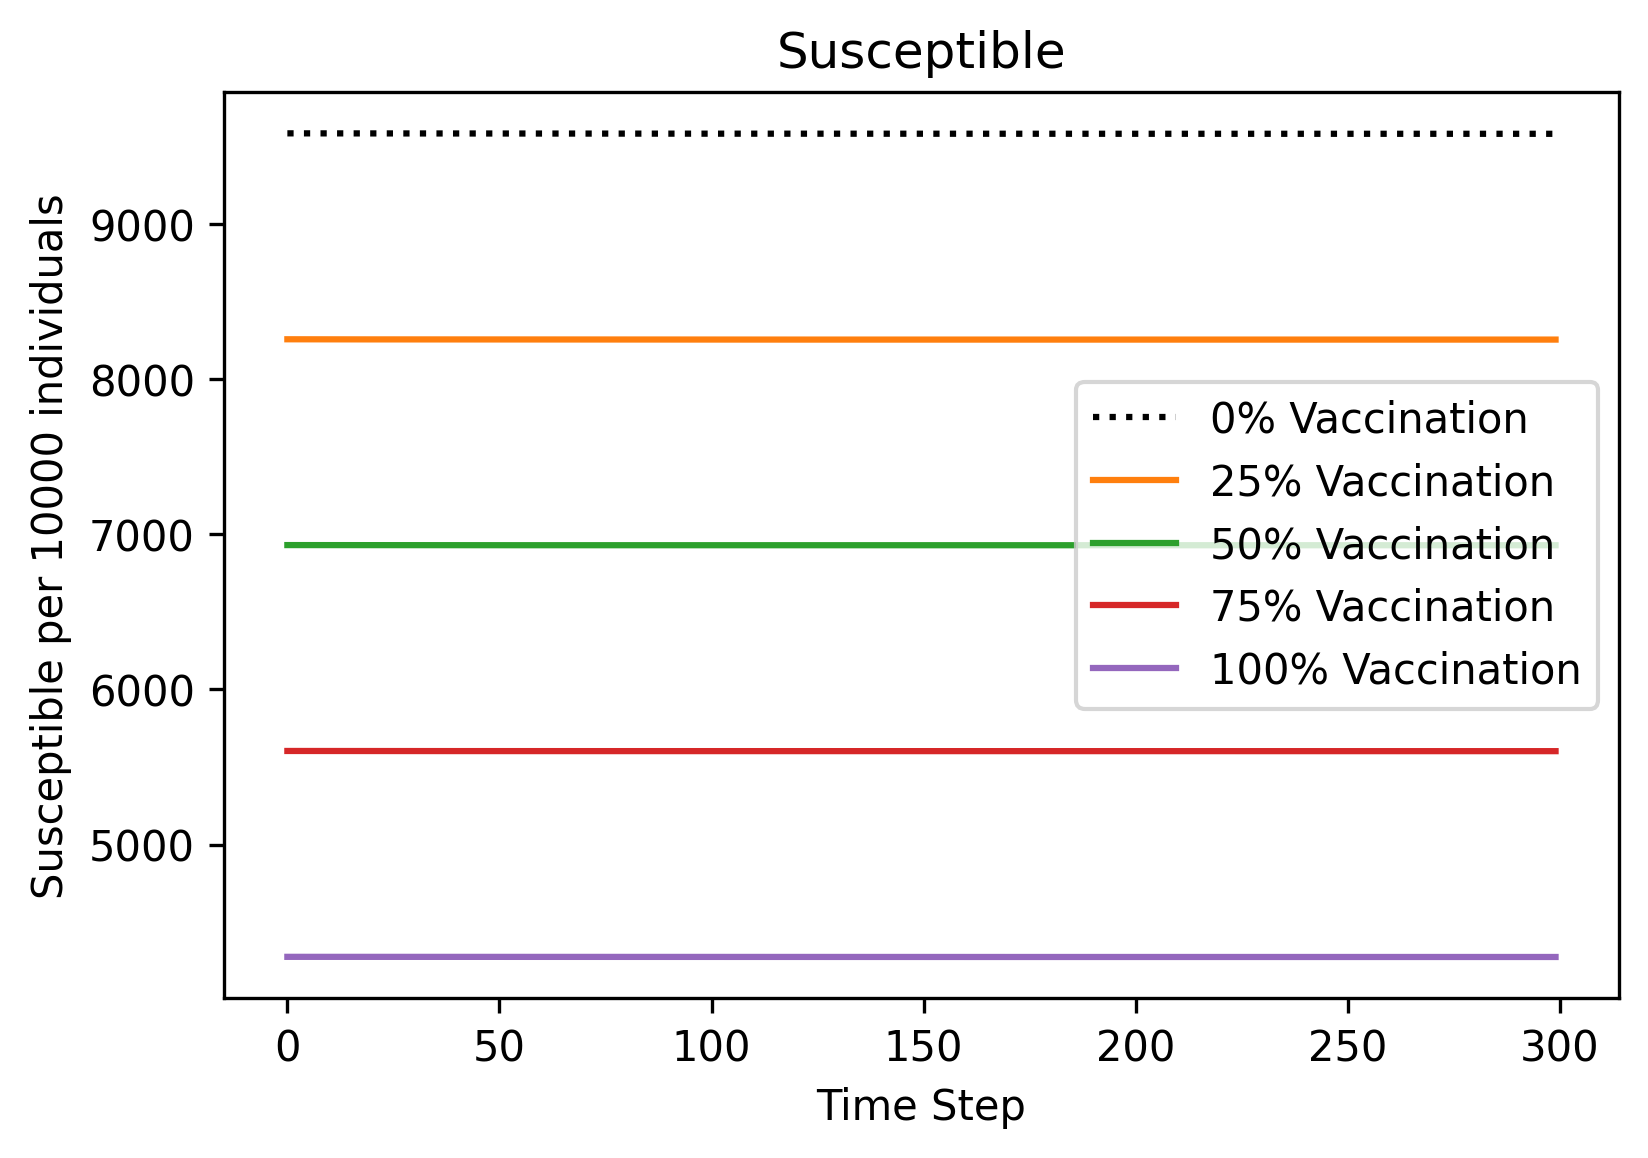 Susceptible
Susceptible per 10000 individuals
9000
8000
7000
6000
5000
0% Vaccination
25% Vaccination
50% Vaccination
75% Vaccination
100% Vaccination
0 50 100 150 200 250 300
Time Step